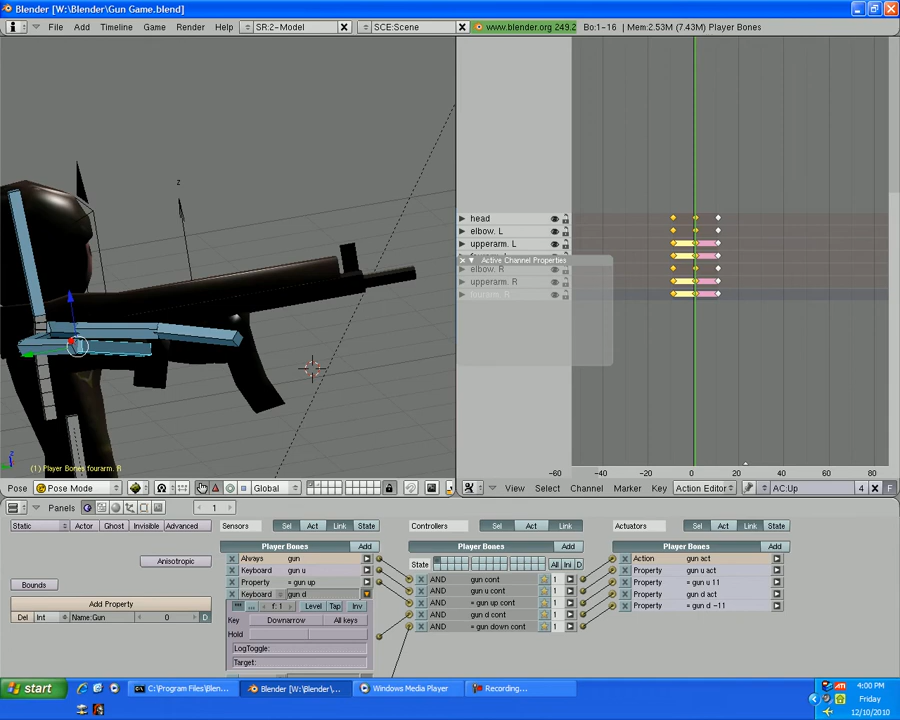 Blender [W:\Blender\Gun Game.blend]
File Add Timeline Game Render Help SR:2-Model SCE:Scene www.blender.org 249.2 Bo:1-16 | Mem:2.53M (7.43M) Player Bones
z
head
elbow. L
upperarm. L
Active Channel Properties
elbow. R
upperarm. R
fourarm. R
(1) Player Bones fourarm. R
-60 -40 -20 0 20 40 60 80
Pose Pose Mode Global View Select Channel Marker Key Action Editor AC:Up 4 F
Panels 1
Static Actor Ghost Invisible Advanced Sensors Sel Act Link State Controllers Sel Act Link Actuators Sel Act Link State
Player Bones Add Player Bones Add Player Bones Add
Anisotropic
Always gun
Keyboard gun u
Property = gun up
Keyboard gun d
State All Ini D
AND gun cont 1
AND gun u cont 1
AND = gun up cont 1
AND gun d cont 1
AND = gun down cont 1
Action gun act
Property gun u act
Property = gun u 11
Property gun d act
Property = gun d -11
Bounds
Add Property
Del Int Name:Gun 0 D
f: 1 Level Tap Inv
Key Downarrow All keys
Hold
LogToggle:
Target:
start C:\Program Files\Blen... Blender [W:\Blender\... Windows Media Player Recording...
4:00 PM
Friday
12/10/2010